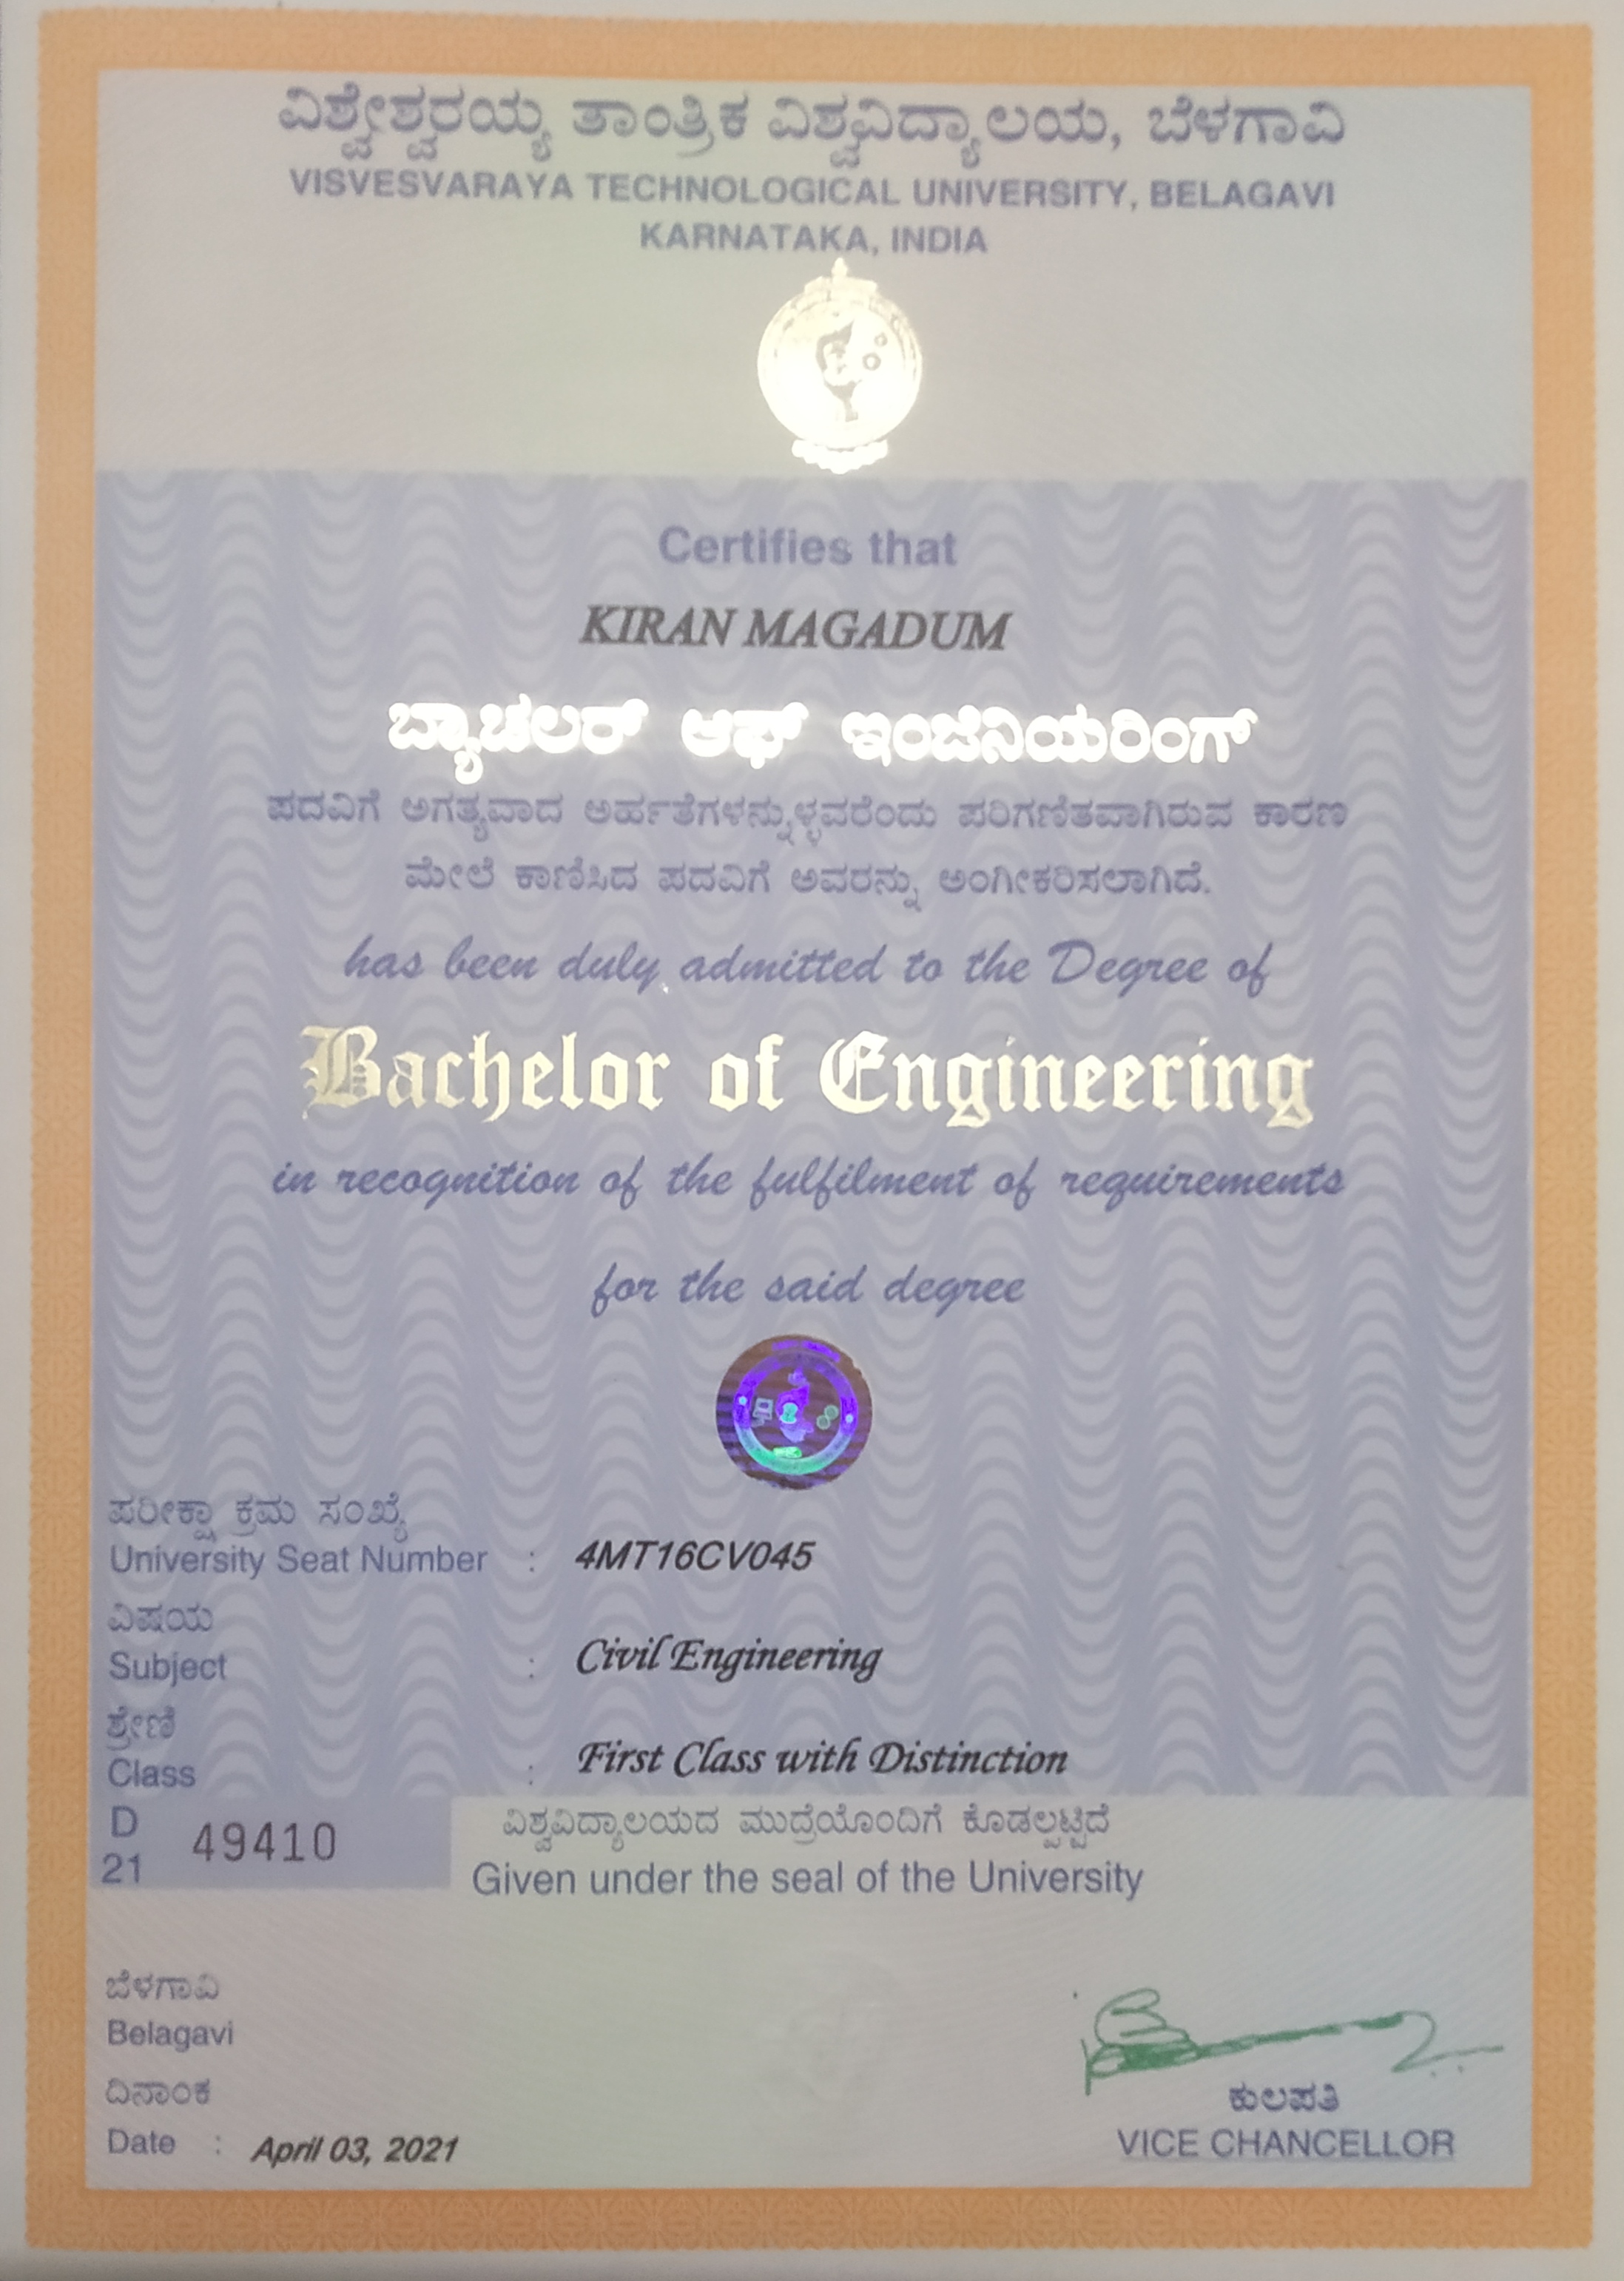 ವಿಶ್ವೇಶ್ವರಯ್ಯ ತಾಂತ್ರಿಕ ವಿಶ್ವವಿದ್ಯಾಲಯ, ಬೆಳಗಾವಿ
VISVESVARAYA TECHNOLOGICAL UNIVERSITY, BELAGAVI
KARNATAKA, INDIA
Certifies that
KIRAN MAGADUM
ಬ್ಯಾಚಲರ್ ಆಫ್ ಇಂಜಿನಿಯರಿಂಗ್
ಪದವಿಗೆ ಅಗತ್ಯವಾದ ಅರ್ಹತೆಗಳನ್ನುಳ್ಳವರೆಂದು ಪರಿಗಣಿತವಾಗಿರುವ ಕಾರಣ
ಮೇಲೆ ಕಾಣಿಸಿದ ಪದವಿಗೆ ಅವರನ್ನು ಅಂಗೀಕರಿಸಲಾಗಿದೆ.
has been duly admitted to the Degree of
Bachelor of Engineering
in recognition of the fulfilment of requirements
for the said degree
ಪರೀಕ್ಷಾ ಕ್ರಮ ಸಂಖ್ಯೆ
University Seat Number : 4MT16CV045
ವಿಷಯ
Subject : Civil Engineering
ಶ್ರೇಣಿ
Class : First Class with Distinction
D 21 49410
ವಿಶ್ವವಿದ್ಯಾಲಯದ ಮುದ್ರೆಯೊಂದಿಗೆ ಕೊಡಲ್ಪಟ್ಟಿದೆ
Given under the seal of the University
ಬೆಳಗಾವಿ
Belagavi
ದಿನಾಂಕ
Date : April 03, 2021
ಕುಲಪತಿ
VICE CHANCELLOR